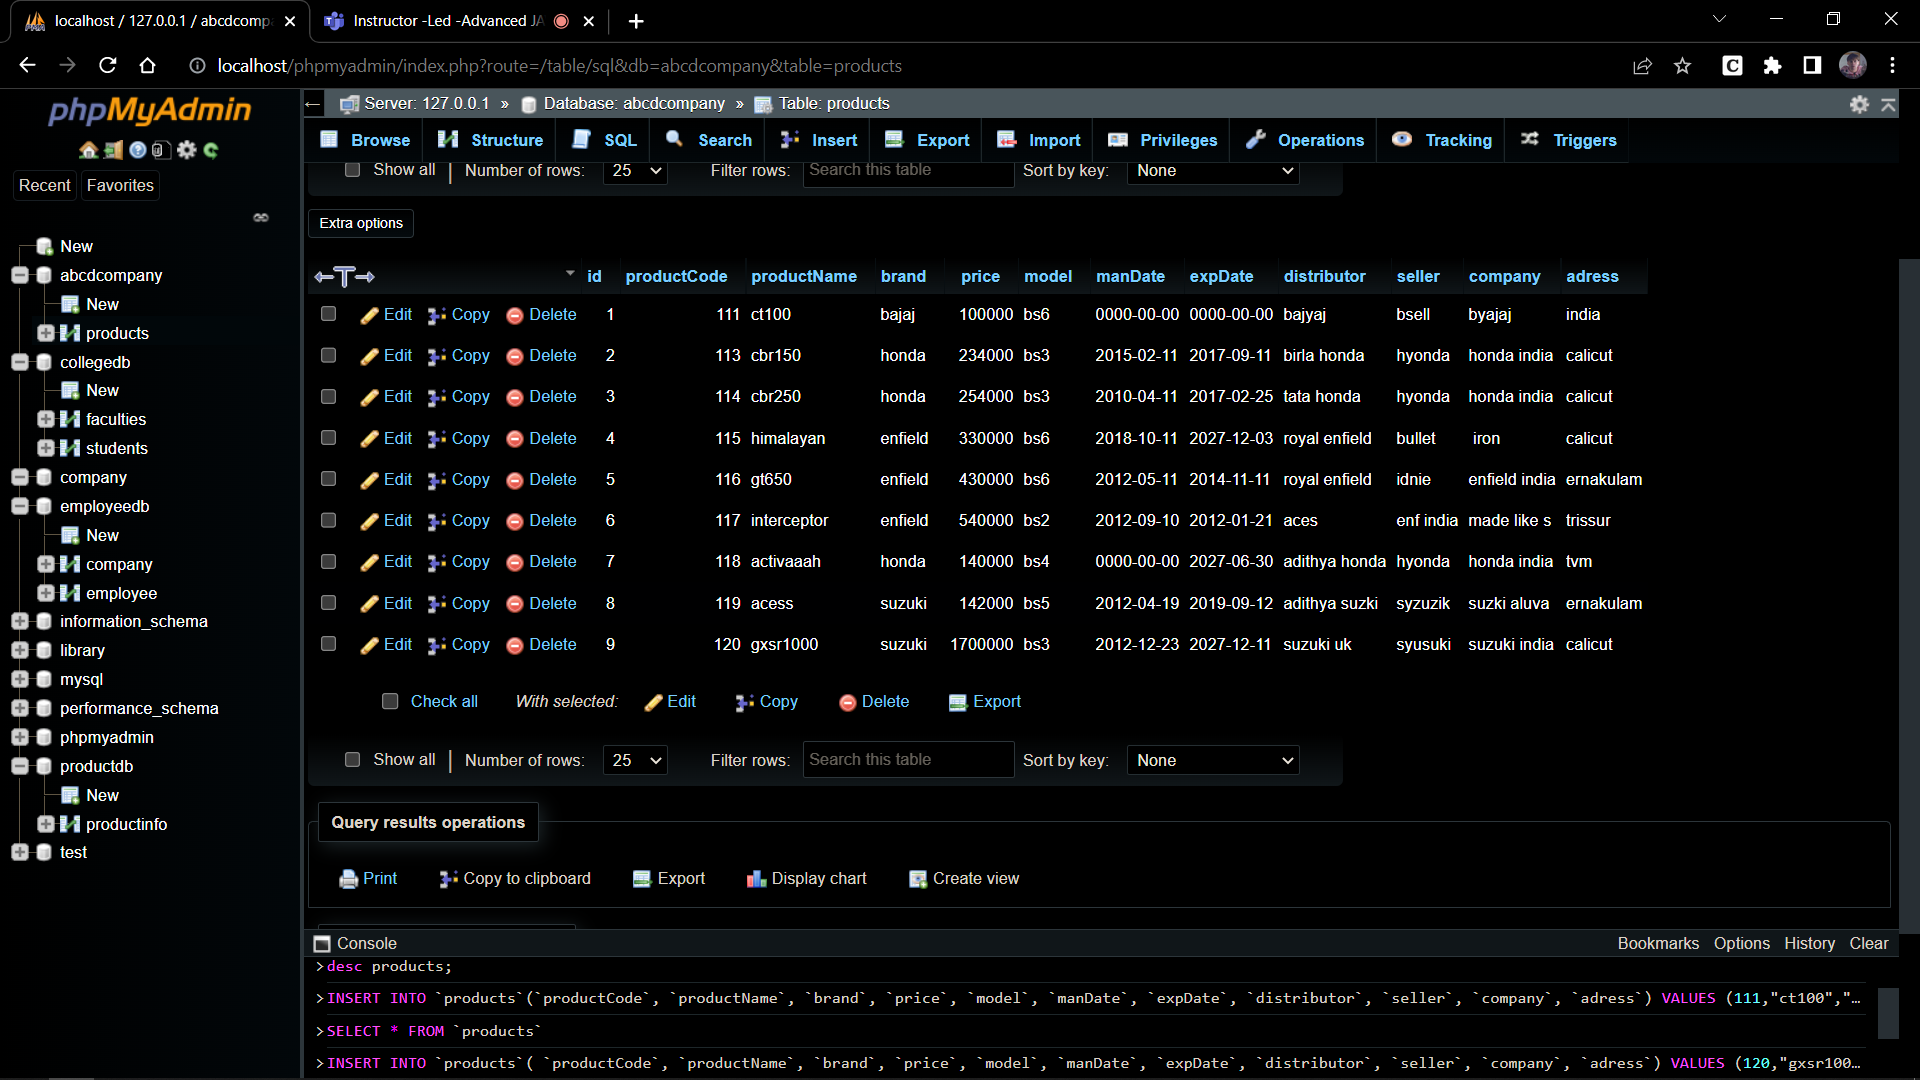 localhost / 127.0.0.1 / abcdcomp
Instructor -Led -Advanced JA
localhost/phpmyadmin/index.php?route=/table/sql&db=abcdcompany&table=products
phpMyAdmin
Recent Favorites
New
abcdcompany
New
products
collegedb
New
faculties
students
company
employeedb
New
company
employee
information_schema
library
mysql
performance_schema
phpmyadmin
productdb
New
productinfo
test
Server: 127.0.0.1 » Database: abcdcompany » Table: products
Browse Structure SQL Search Insert Export Import Privileges Operations Tracking Triggers
Show all Number of rows: 25 Filter rows: Search this table Sort by key: None
Extra options
id productCode productName brand price model manDate expDate distributor seller company adress
Edit Copy Delete 1 111 ct100 bajaj 100000 bs6 0000-00-00 0000-00-00 bajyaj bsell byajaj india
Edit Copy Delete 2 113 cbr150 honda 234000 bs3 2015-02-11 2017-09-11 birla honda hyonda honda india calicut
Edit Copy Delete 3 114 cbr250 honda 254000 bs3 2010-04-11 2017-02-25 tata honda hyonda honda india calicut
Edit Copy Delete 4 115 himalayan enfield 330000 bs6 2018-10-11 2027-12-03 royal enfield bullet iron calicut
Edit Copy Delete 5 116 gt650 enfield 430000 bs6 2012-05-11 2014-11-11 royal enfield idnie enfield india ernakulam
Edit Copy Delete 6 117 interceptor enfield 540000 bs2 2012-09-10 2012-01-21 aces enf india made like s trissur
Edit Copy Delete 7 118 activaaah honda 140000 bs4 0000-00-00 2027-06-30 adithya honda hyonda honda india tvm
Edit Copy Delete 8 119 acess suzuki 142000 bs5 2012-04-19 2019-09-12 adithya suzki syzuzik suzki aluva ernakulam
Edit Copy Delete 9 120 gxsr1000 suzuki 1700000 bs3 2012-12-23 2027-12-11 suzuki uk syusuki suzuki india calicut
Check all With selected: Edit Copy Delete Export
Show all Number of rows: 25 Filter rows: Search this table Sort by key: None
Query results operations
Print Copy to clipboard Export Display chart Create view
Console Bookmarks Options History Clear
>desc products;
>INSERT INTO `products`(`productCode`, `productName`, `brand`, `price`, `model`, `manDate`, `expDate`, `distributor`, `seller`, `company`, `adress`) VALUES (111,"ct100","…
>SELECT * FROM `products`
>INSERT INTO `products`( `productCode`, `productName`, `brand`, `price`, `model`, `manDate`, `expDate`, `distributor`, `seller`, `company`, `adress`) VALUES (120,"gxsr100…